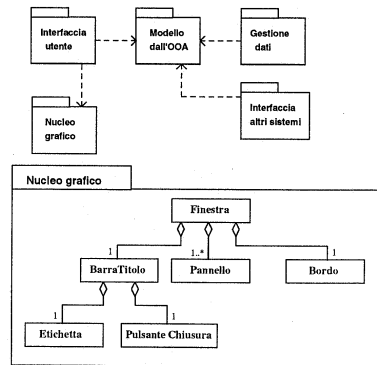 Interfaccia
utente
Modello
dall'OOA
Gestione
dati
Nucleo
grafico
Interfaccia
altri sistemi
Nucleo grafico
Finestra
1
1..*
1
BarraTitolo
Pannello
Bordo
1
1
Etichetta
Pulsante Chiusura